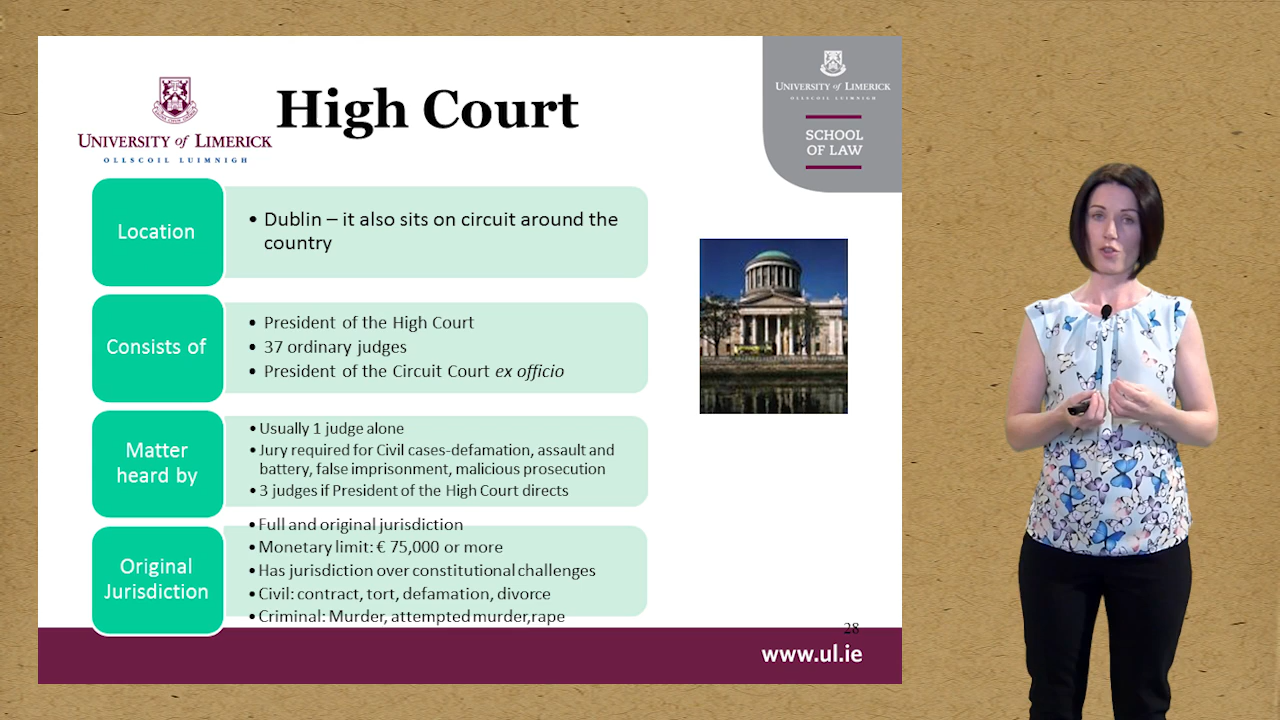 High Court
UNIVERSITY of LIMERICK
OLLSCOIL LUIMNIGH
UNIVERSITY of LIMERICK
OLLSCOIL LUIMNIGH
SCHOOL
OF LAW
Location
• Dublin – it also sits on circuit around the
country
Consists of
• President of the High Court
• 37 ordinary judges
• President of the Circuit Court ex officio
Matter
heard by
• Usually 1 judge alone
• Jury required for Civil cases-defamation, assault and
battery, false imprisonment, malicious prosecution
• 3 judges if President of the High Court directs
Original
Jurisdiction
• Full and original jurisdiction
• Monetary limit: € 75,000 or more
• Has jurisdiction over constitutional challenges
• Civil: contract, tort, defamation, divorce
• Criminal: Murder, attempted murder,rape
28
www.ul.ie